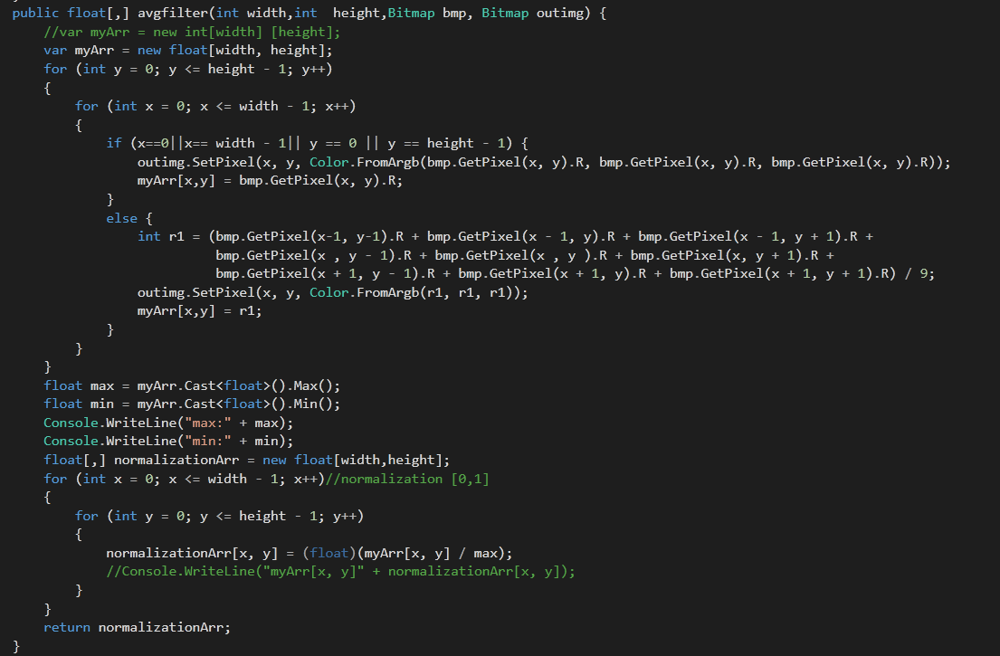 public float[,] avgfilter(int width,int  height,Bitmap bmp, Bitmap outimg) {
    //var myArr = new int[width] [height];
    var myArr = new float[width, height];
    for (int y = 0; y <= height - 1; y++)
    {
        for (int x = 0; x <= width - 1; x++)
        {
            if (x==0||x== width - 1|| y == 0 || y == height - 1) {
                outimg.SetPixel(x, y, Color.FromArgb(bmp.GetPixel(x, y).R, bmp.GetPixel(x, y).R, bmp.GetPixel(x, y).R));
                myArr[x,y] = bmp.GetPixel(x, y).R;
            }
            else {
                int r1 = (bmp.GetPixel(x-1, y-1).R + bmp.GetPixel(x - 1, y).R + bmp.GetPixel(x - 1, y + 1).R +
                          bmp.GetPixel(x , y - 1).R + bmp.GetPixel(x , y ).R + bmp.GetPixel(x, y + 1).R +
                          bmp.GetPixel(x + 1, y - 1).R + bmp.GetPixel(x + 1, y).R + bmp.GetPixel(x + 1, y + 1).R) / 9;
                outimg.SetPixel(x, y, Color.FromArgb(r1, r1, r1));
                myArr[x,y] = r1;
            }
        }
    }
    float max = myArr.Cast<float>().Max();
    float min = myArr.Cast<float>().Min();
    Console.WriteLine("max:" + max);
    Console.WriteLine("min:" + min);
    float[,] normalizationArr = new float[width,height];
    for (int x = 0; x <= width - 1; x++)//normalization [0,1]
    {
        for (int y = 0; y <= height - 1; y++)
        {
            normalizationArr[x, y] = (float)(myArr[x, y] / max);
            //Console.WriteLine("myArr[x, y]" + normalizationArr[x, y]);
        }
    }
    return normalizationArr;
}